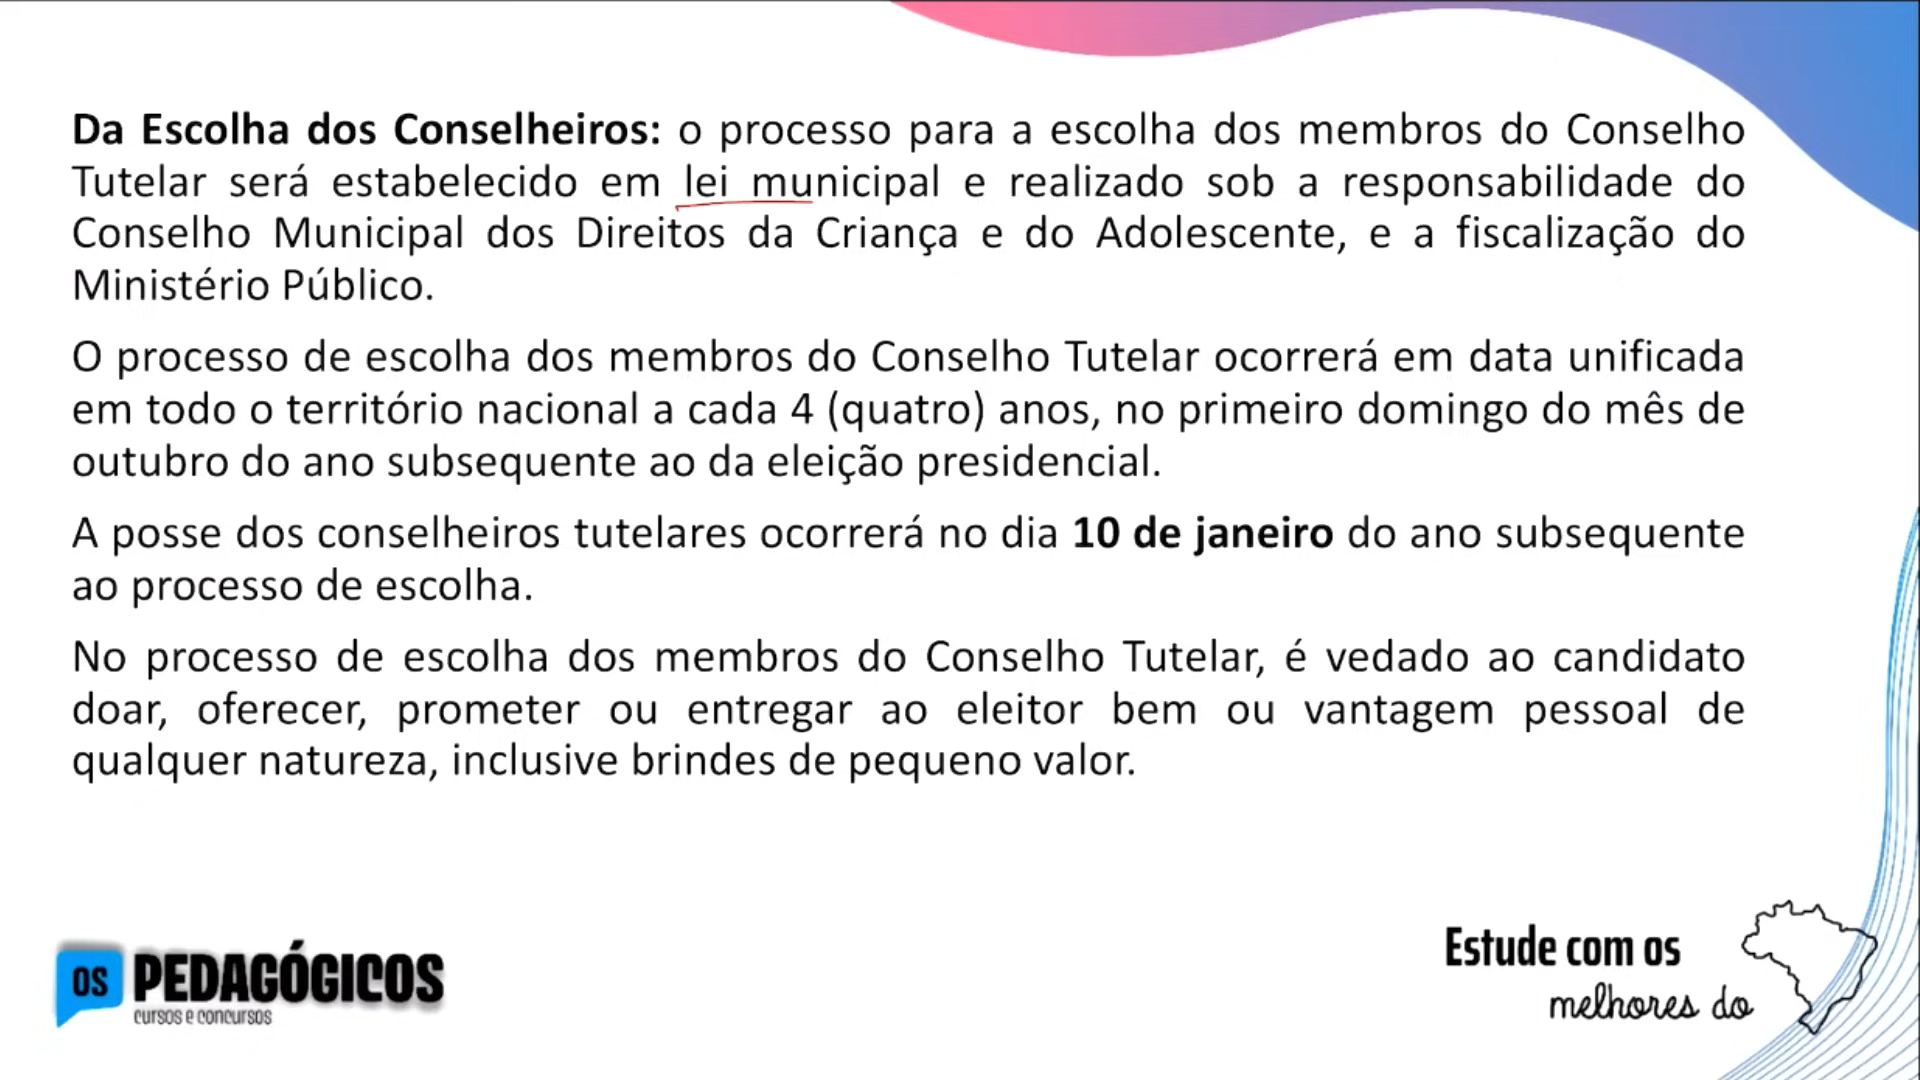 Da Escolha dos Conselheiros: o processo para a escolha dos membros do Conselho
Tutelar será estabelecido em lei municipal e realizado sob a responsabilidade do
Conselho Municipal dos Direitos da Criança e do Adolescente, e a fiscalização do
Ministério Público.
O processo de escolha dos membros do Conselho Tutelar ocorrerá em data unificada
em todo o território nacional a cada 4 (quatro) anos, no primeiro domingo do mês de
outubro do ano subsequente ao da eleição presidencial.
A posse dos conselheiros tutelares ocorrerá no dia 10 de janeiro do ano subsequente
ao processo de escolha.
No processo de escolha dos membros do Conselho Tutelar, é vedado ao candidato
doar, oferecer, prometer ou entregar ao eleitor bem ou vantagem pessoal de
qualquer natureza, inclusive brindes de pequeno valor.
OS PEDAGÓGICOS
cursos e concursos
Estude com os
melhores do